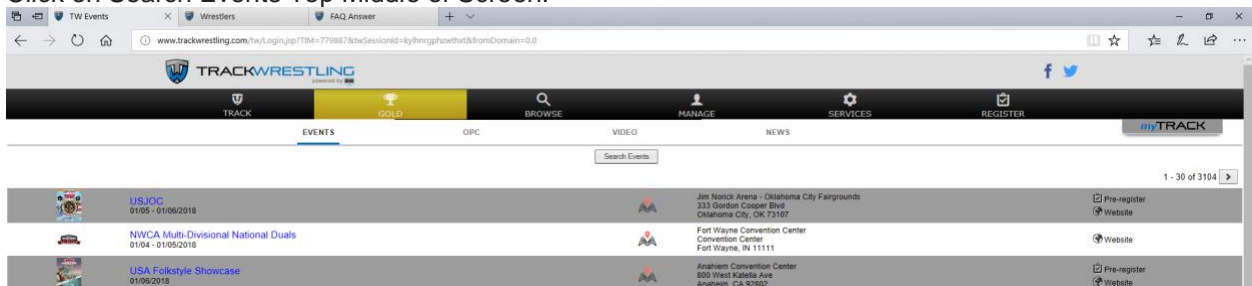 Click on Search Events Top Middle of Screen.
TW Events
Wrestlers
FAQ Answer
www.trackwrestling.com/tw/Login.jsp?TIM=779887&twSessionId=kylhnrgphzwthxt&fromDomain=0.0
TRACKWRESTLING
powered by
TRACK
GOLD
BROWSE
MANAGE
SERVICES
REGISTER
EVENTS
OPC
VIDEO
NEWS
myTRACK
Search Events
1 - 30 of 3104
USJOC
01/05 - 01/06/2018
Jim Norick Arena - Oklahoma City Fairgrounds
333 Gordon Cooper Blvd
Oklahoma City, OK 73107
Pre-register
Website
NWCA Multi-Divisional National Duals
01/04 - 01/05/2018
Fort Wayne Convention Center
Convention Center
Fort Wayne, IN 11111
Website
USA Folkstyle Showcase
01/06/2018
Anahiem Convention Center
800 West Katella Ave
Anaheim, CA 92802
Pre-register
Website